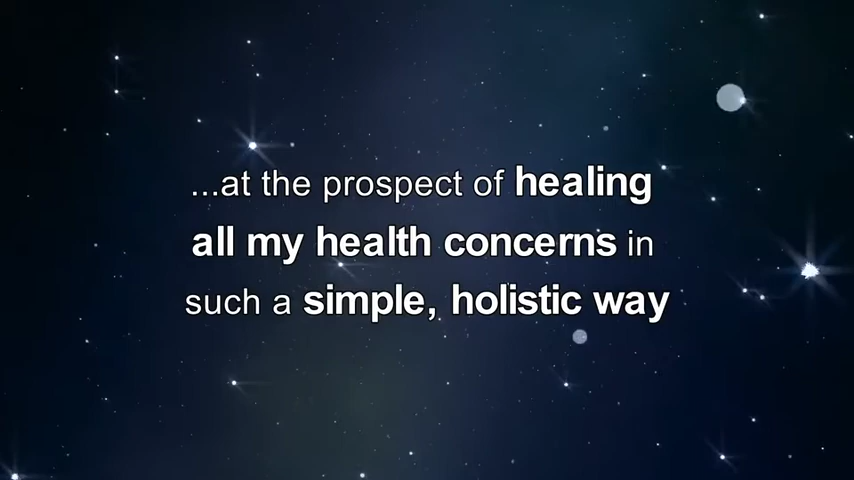 ...at the prospect of healing
all my health concerns in
such a simple, holistic way